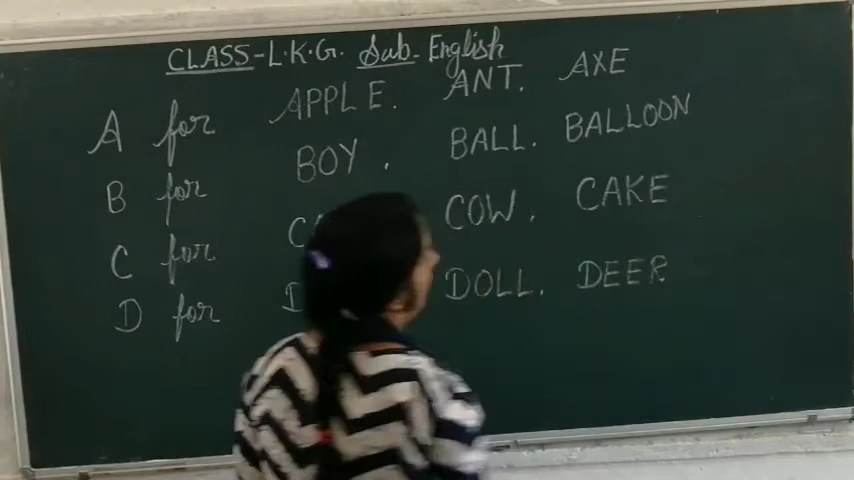 CLASS-L.K.G. Sub. English
A for APPLE. ANT. AXE
B for BOY. BALL. BALLOON
C for COW. CAKE
D for DOLL. DEER